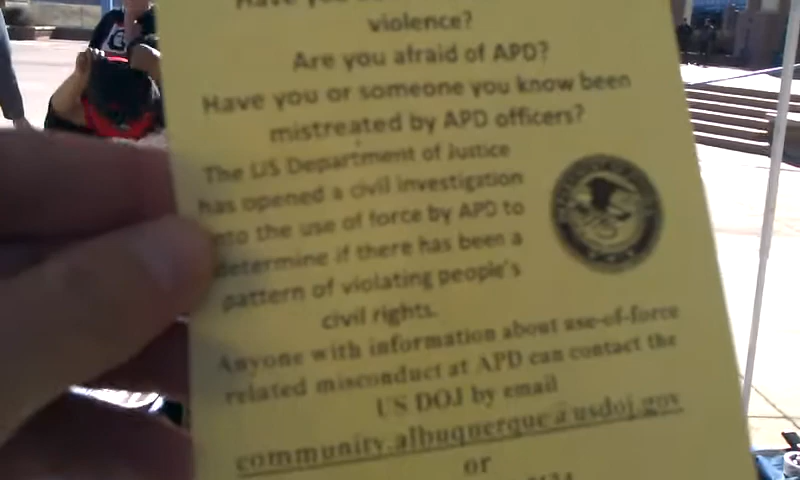 Have you
violence?
Are you afraid of APD?
Have you or someone you know been
mistreated by APD officers?
The US Department of Justice
has opened a civil investigation
into the use of force by APD to
determine if there has been a
pattern of violating people's
civil rights.
Anyone with information about use-of-force
related misconduct at APD can contact the
US DOJ by email
community.albuquerque@usdoj.gov
or